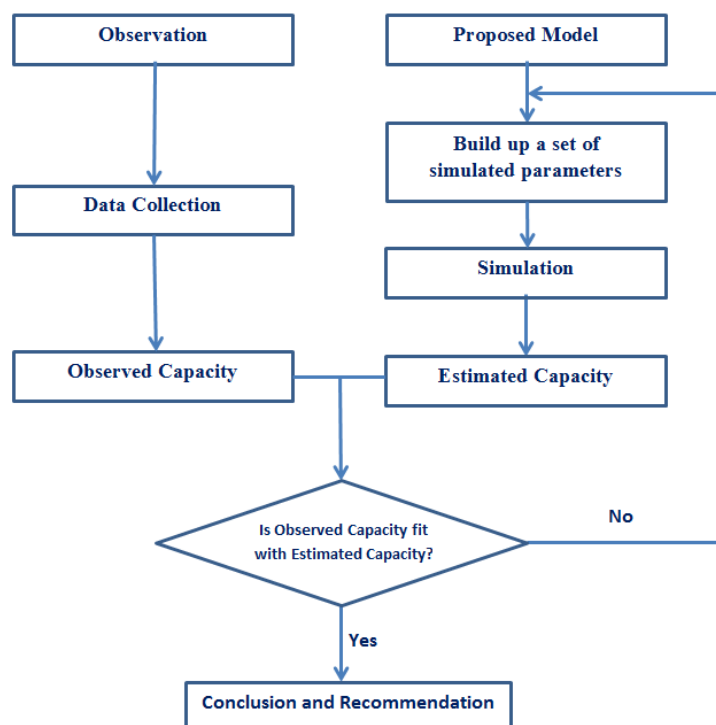 Observation
Proposed Model
Build up a set of
simulated parameters
Data Collection
Simulation
Observed Capacity
Estimated Capacity
Is Observed Capacity fit
with Estimated Capacity?
No
Yes
Conclusion and Recommendation